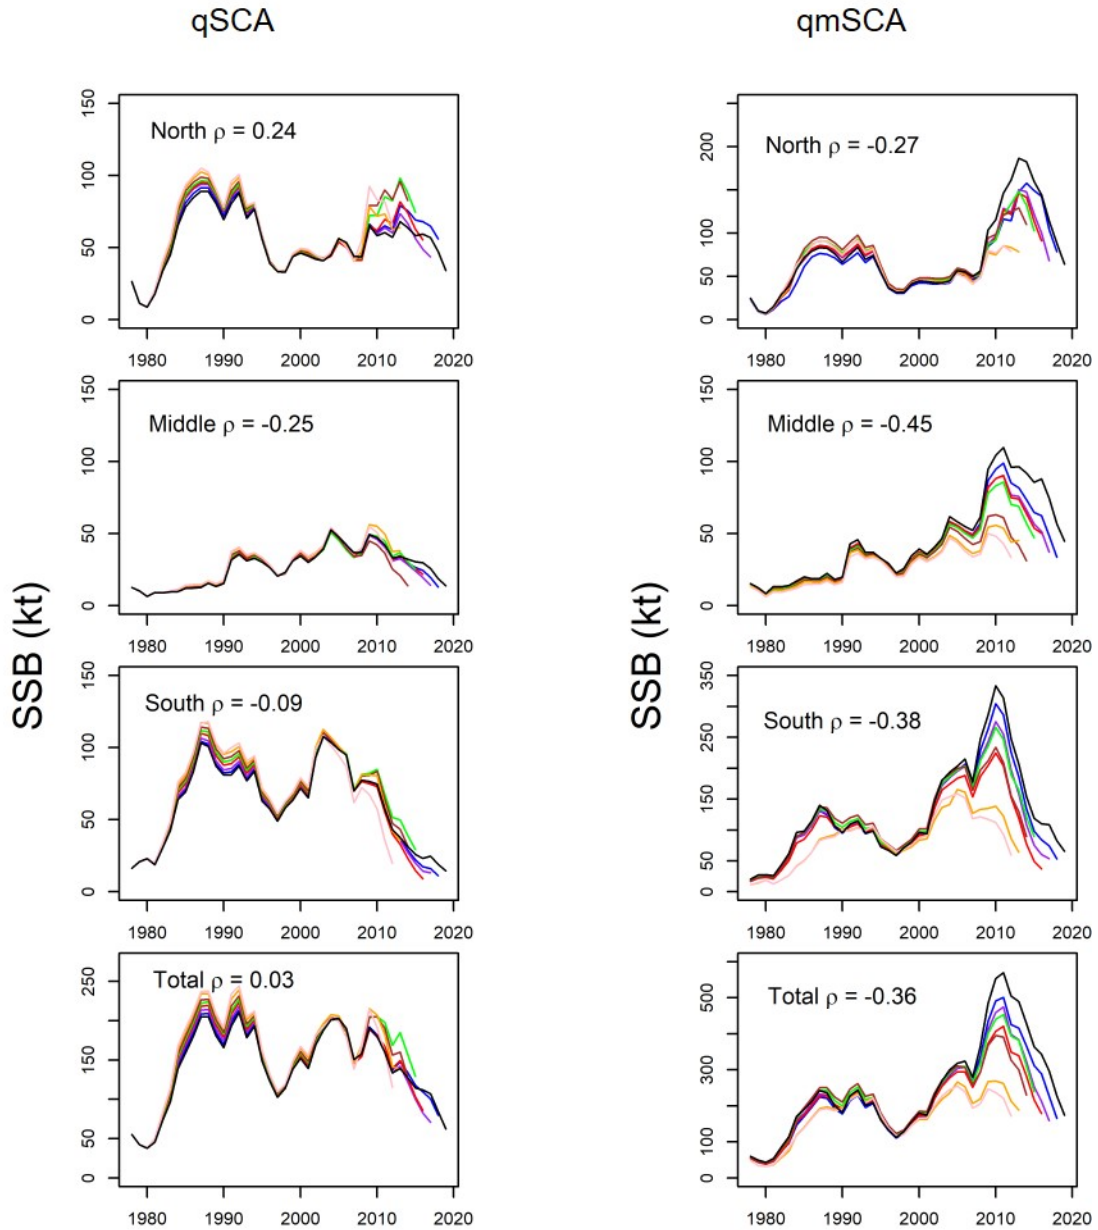 qSCA
qmSCA
SSB (kt)
SSB (kt)
North ρ = 0.24
0 50 100 150
1980 1990 2000 2010 2020
North ρ = -0.27
0 50 100 200
1980 1990 2000 2010 2020
Middle ρ = -0.25
0 50 100 150
1980 1990 2000 2010 2020
Middle ρ = -0.45
0 50 100 150
1980 1990 2000 2010 2020
South ρ = -0.09
0 50 100 150
1980 1990 2000 2010 2020
South ρ = -0.38
0 50 150 250 350
1980 1990 2000 2010 2020
Total ρ = 0.03
0 50 150 250
1980 1990 2000 2010 2020
Total ρ = -0.36
0 100 300 500
1980 1990 2000 2010 2020